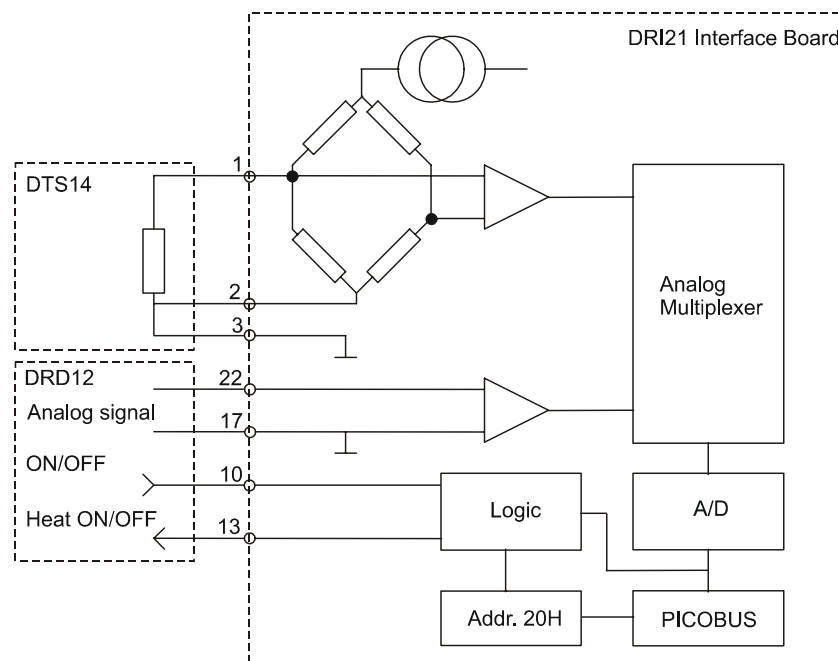 DRI21 Interface Board
1
DTS14
2
3
Analog
Multiplexer
DRD12
22
Analog signal
17
ON/OFF
10
Heat ON/OFF
13
Logic
A/D
Addr. 20H
PICOBUS